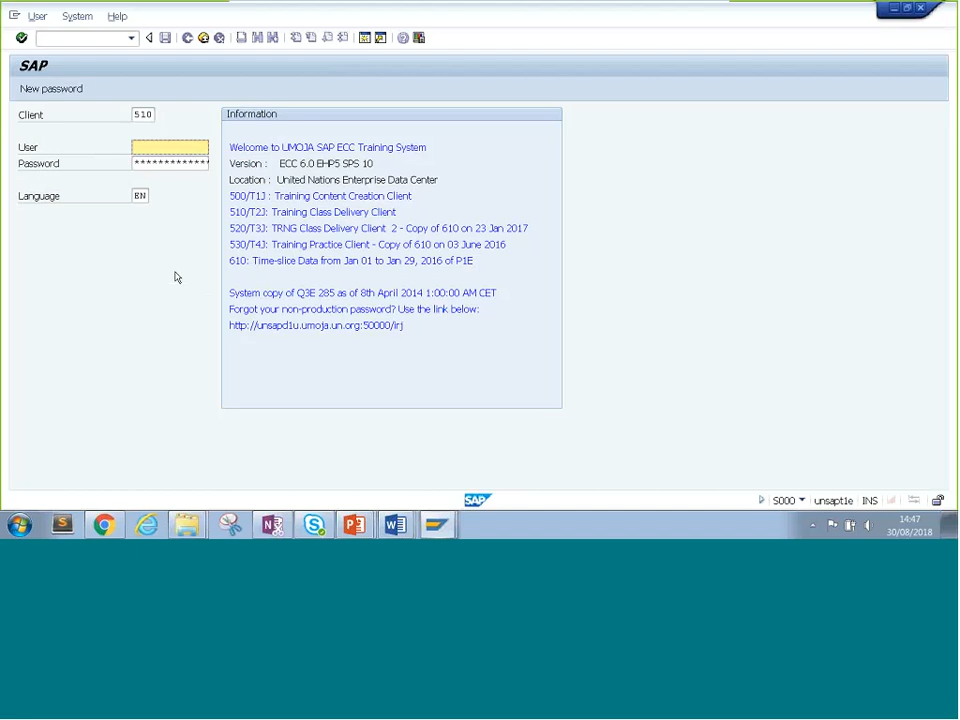 User System Help
SAP
New password
Client 510
User
Password *************
Language EN
Information
Welcome to UMOJA SAP ECC Training System
Version : ECC 6.0 EHP5 SPS 10
Location : United Nations Enterprise Data Center
500/T1J : Training Content Creation Client
510/T2J: Training Class Delivery Client
520/T3J: TRNG Class Delivery Client 2 - Copy of 610 on 23 Jan 2017
530/T4J: Training Practice Client - Copy of 610 on 03 June 2016
610: Time-slice Data from Jan 01 to Jan 29, 2016 of P1E
System copy of Q3E 285 as of 8th April 2014 1:00:00 AM CET
Forgot your non-production password? Use the link below:
http://unsapd1u.umoja.un.org:50000/irj
SAP
S000 unsapt1e INS
14:47
30/08/2018